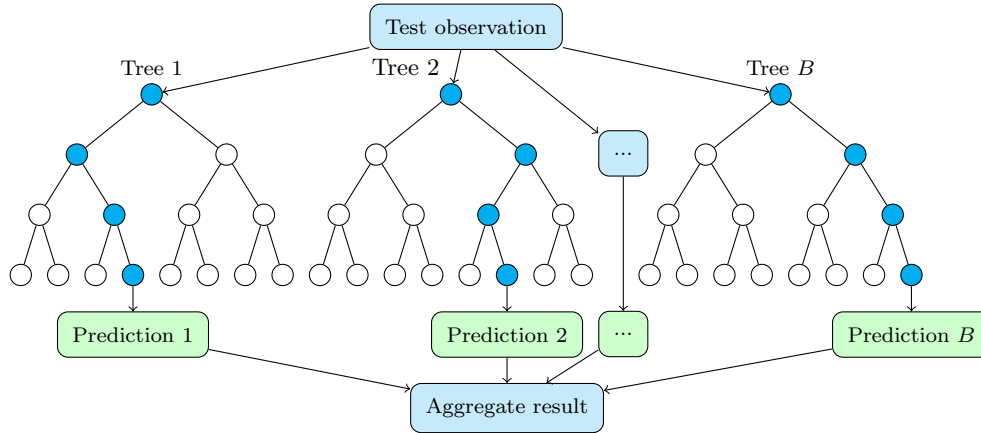 Test observation
Tree 1
Tree 2
Tree B
...
Prediction 1
Prediction 2
...
Prediction B
Aggregate result